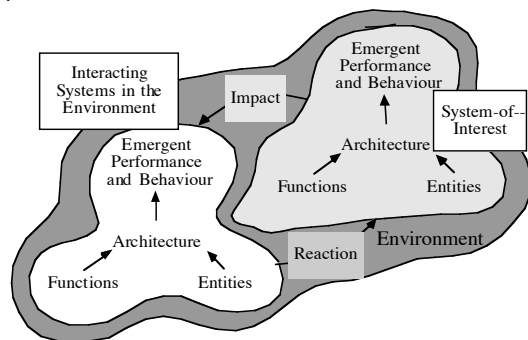 Interacting
Systems in the
Environment
Impact
Emergent
Performance
and Behaviour
System-of--
Interest
Architecture
Functions
Entities
Emergent
Performance
and Behaviour
Architecture
Functions
Entities
Reaction
Environment